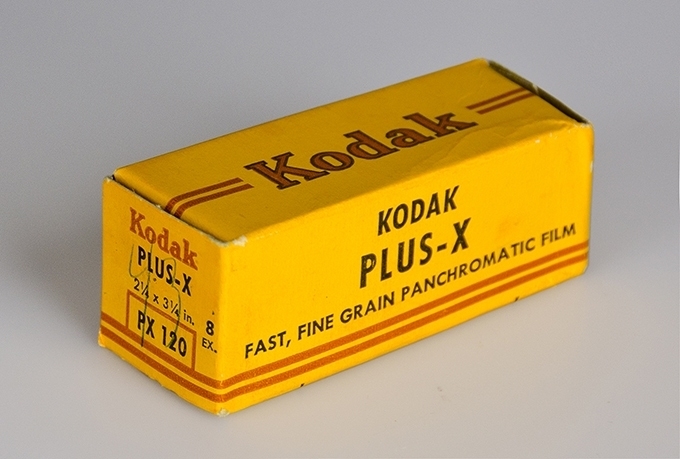 Kodak
KODAK
PLUS-X
FAST, FINE GRAIN PANCHROMATIC FILM
Kodak
PLUS-X
2¼ x 3¼ in. 8 EX.
PX 120